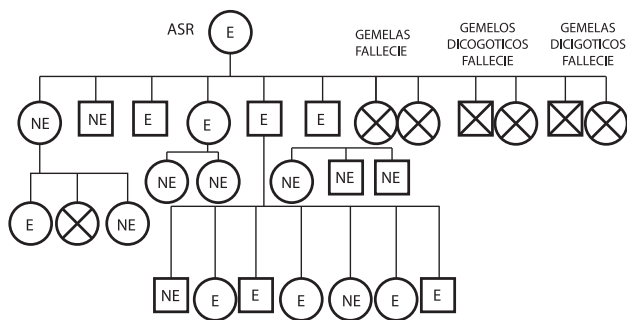 ASR
E
GEMELAS
FALLECIE
GEMELOS
DICOGOTICOS
FALLECIE
GEMELAS
DICIGOTICOS
FALLECIE
NE NE E E E E
NE NE NE NE NE
E NE
NE E E E NE E E